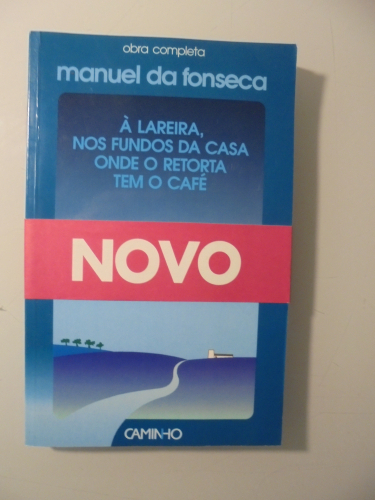 obra completa
manuel da fonseca
À LAREIRA,
NOS FUNDOS DA CASA
ONDE O RETORTA
TEM O CAFÉ
NOVO
CAMINHO